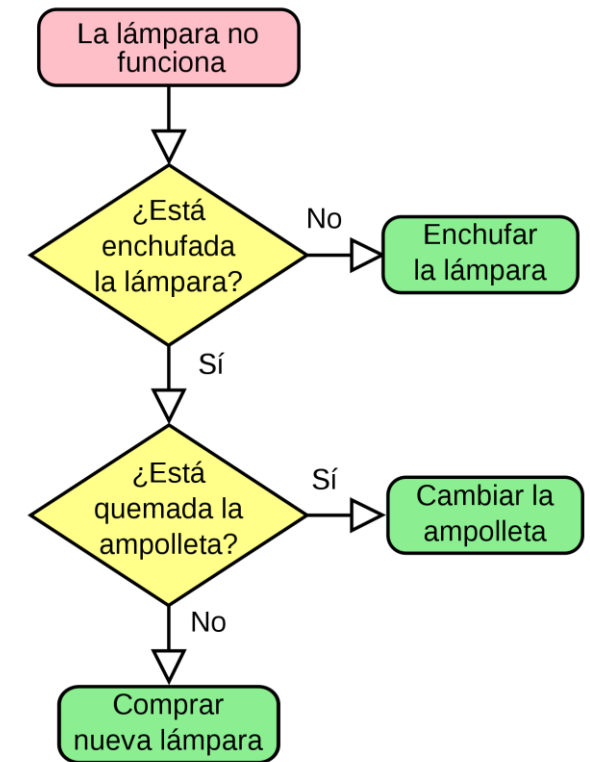 La lámpara no
funciona
¿Está
enchufada
la lámpara?
No
Enchufar
la lámpara
Sí
¿Está
quemada la
ampolleta?
Sí
Cambiar la
ampolleta
No
Comprar
nueva lámpara